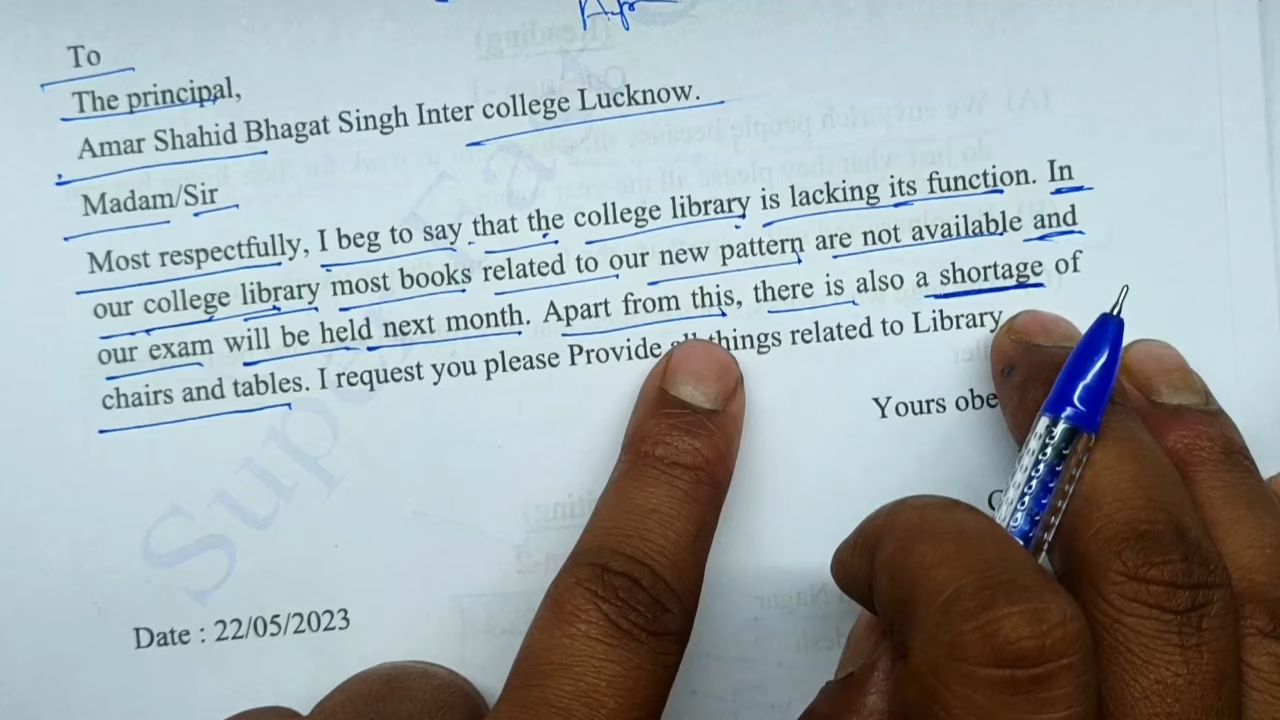 To
The principal,
Amar Shahid Bhagat Singh Inter college Lucknow.
Madam/Sir
Most respectfully, I beg to say that the college library is lacking its function. In
our college library most books related to our new pattern are not available and
our exam will be held next month. Apart from this, there is also a shortage of
chairs and tables. I request you please Provide all things related to Library
Yours
Date : 22/05/2023